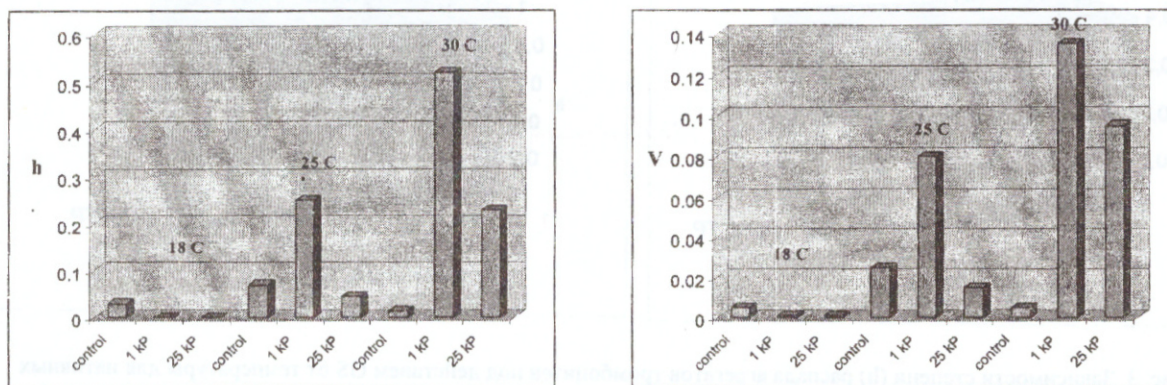 0.6
0.5
0.4
0.3
0.2
0.1
0
h
18 C
25 C
30 C
control
1 kP
25 kP
control
1 kP
25 kP
control
1 kP
25 kP
0.14
0.12
0.1
0.08
0.06
0.04
0.02
0
V
18 C
25 C
30 C
control
1 kP
25 kP
control
1 kP
25 kP
control
1 kP
25 kP